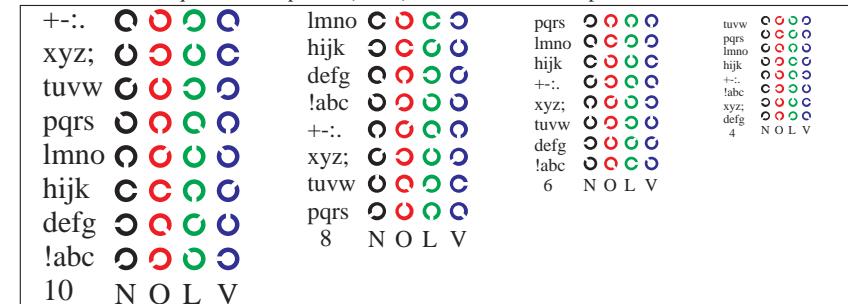 +-:.
xyz;
tuvw
pqrs
lmno
hijk
defg
!abc
10 N O L V
lmno
hijk
defg
!abc
+-:.
xyz;
tuvw
pqrs
8 N O L V
pqrs
lmno
hijk
+-:.
xyz;
tuvw
defg
!abc
6 N O L V
tuvw
pqrs
lmno
hijk
+-:.
!abc
xyz;
defg
4 N O L V